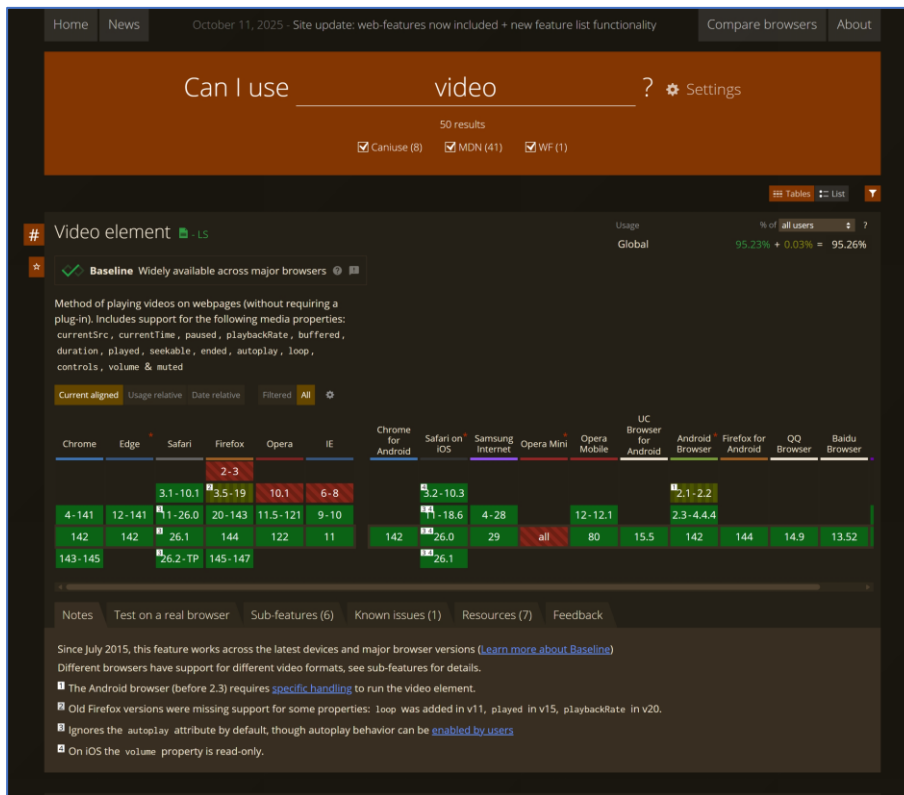 Home News October 11, 2025 - Site update: web-features now included + new feature list functionality Compare browsers About
Can I use video ? Settings
50 results
Caniuse (8) MDN (41) WF (1)
Tables List
# Video element - LS
Usage % of all users ?
Global 95.23% + 0.03% = 95.26%
Baseline Widely available across major browsers
Method of playing videos on webpages (without requiring a
plug-in). Includes support for the following media properties:
currentSrc, currentTime, paused, playbackRate, buffered,
duration, played, seekable, ended, autoplay, loop,
controls, volume & muted
Current aligned Usage relative Date relative Filtered All
Chrome Edge * Safari Firefox Opera IE Chrome for Android Safari on iOS * Samsung Internet Opera Mini * Opera Mobile UC Browser for Android Android Browser * Firefox for Android QQ Browser Baidu Browser
2-3
3.1-10.1 2 3.5-19 10.1 6-8 4 3.2-10.3 1 2.1-2.2
4-141 12-141 3 11-26.0 20-143 11.5-121 9-10 3 4 11-18.6 4-28 12-12.1 2.3-4.4.4
142 142 3 26.1 144 122 11 142 3 4 26.0 29 all 80 15.5 142 144 14.9 13.52
143-145 3 26.2-TP 145-147 3 4 26.1
Notes Test on a real browser Sub-features (6) Known issues (1) Resources (7) Feedback
Since July 2015, this feature works across the latest devices and major browser versions (Learn more about Baseline)
Different browsers have support for different video formats, see sub-features for details.
1 The Android browser (before 2.3) requires specific handling to run the video element.
2 Old Firefox versions were missing support for some properties: loop was added in v11, played in v15, playbackRate in v20.
3 Ignores the autoplay attribute by default, though autoplay behavior can be enabled by users
4 On iOS the volume property is read-only.